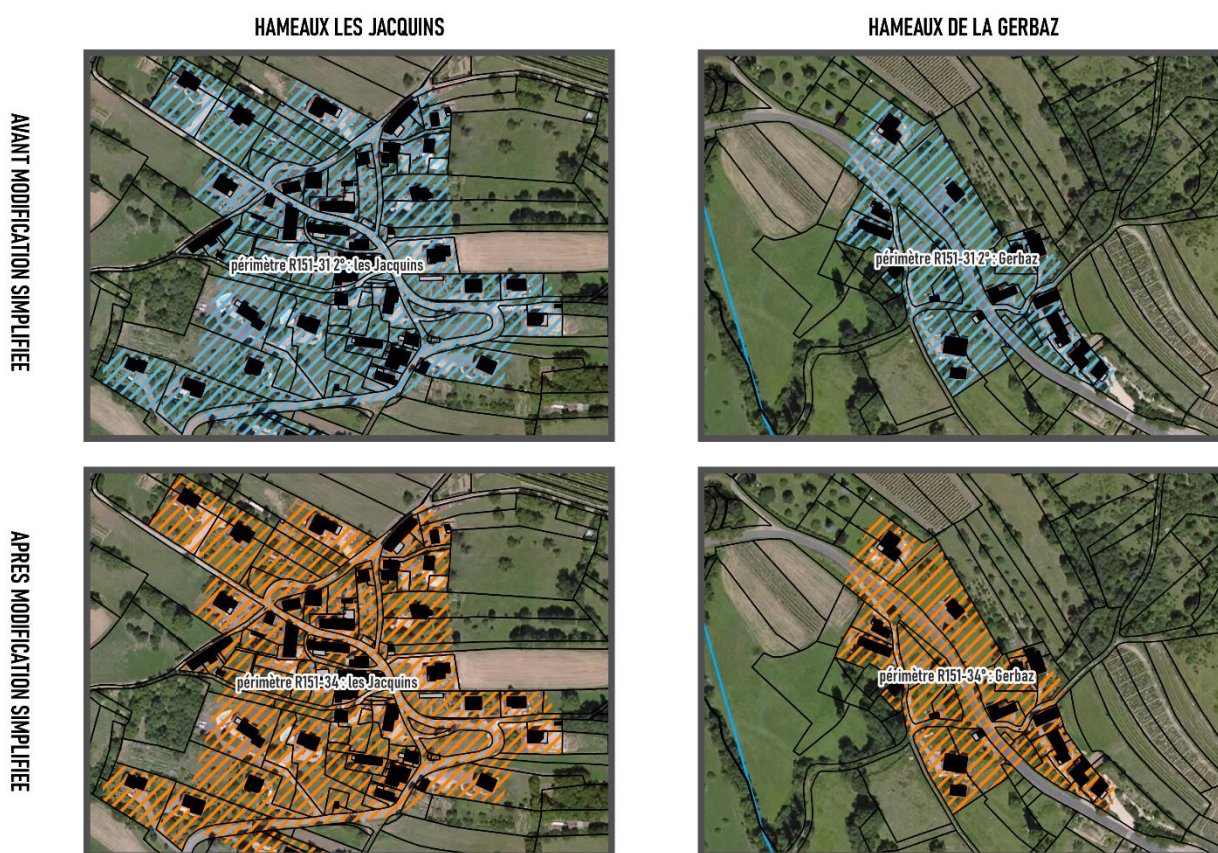 HAMEAUX LES JACQUINS
HAMEAUX DE LA GERBAZ
AVANT MODIFICATION SIMPLIFIEE
périmètre R151-31 2° : les Jacquins
périmètre R151-31 2° : Gerbaz
APRES MODIFICATION SIMPLIFIEE
périmètre R151-34 : les Jacquins
périmètre R151-34° : Gerbaz